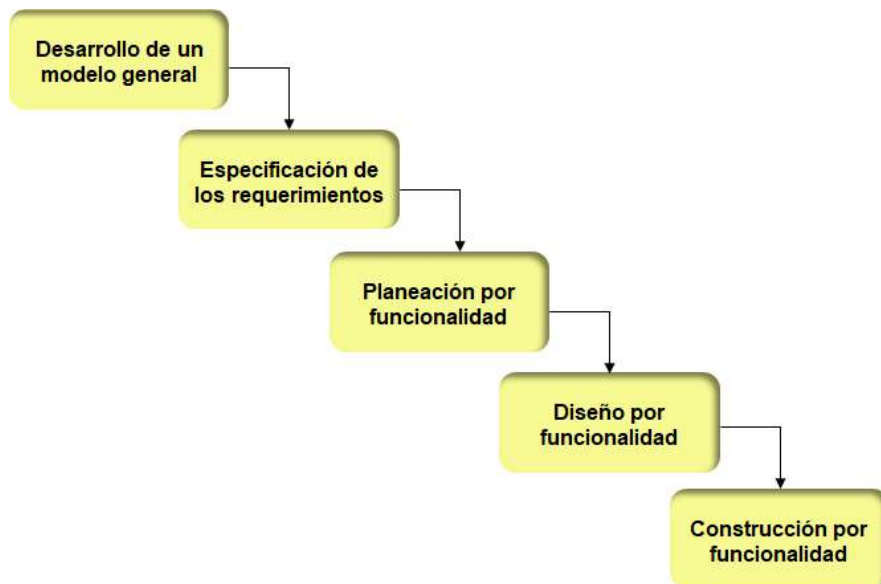 Desarrollo de un
modelo general
Especificación de
los requerimientos
Planeación por
funcionalidad
Diseño por
funcionalidad
Construcción por
funcionalidad